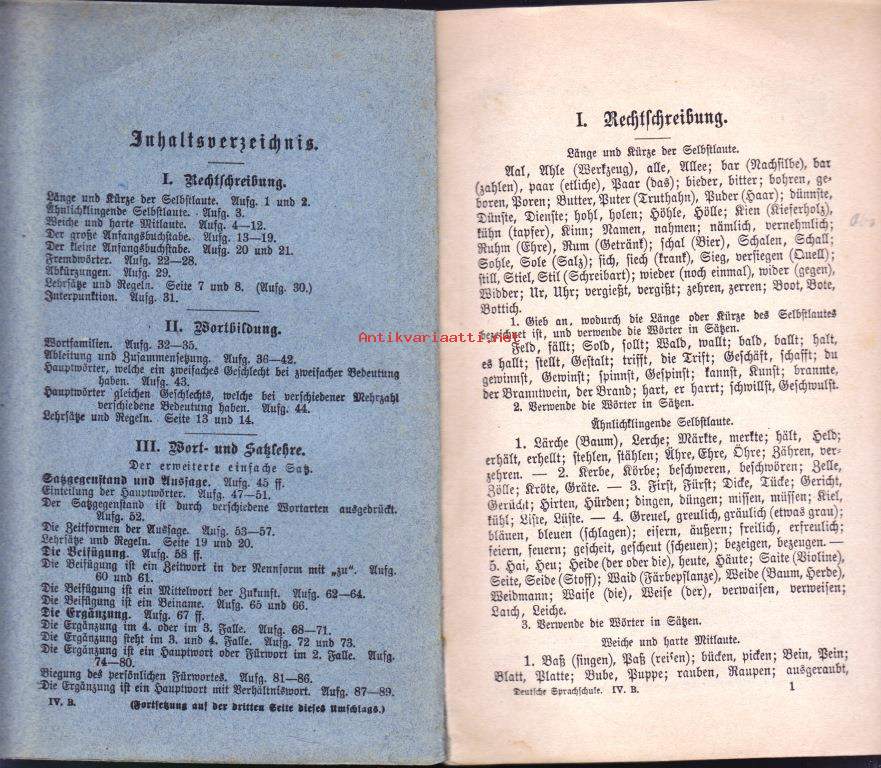 Inhaltsverzeichnis.
I. Rechtschreibung.
Länge und Kürze der Selbstlaute. Aufg. 1 und 2.
Ähnlichklingende Selbstlaute. Aufg. 3.
Weiche und harte Mitlaute. Aufg. 4—12.
Der große Anfangsbuchstabe. Aufg. 13—19.
Der kleine Anfangsbuchstabe. Aufg. 20 und 21.
Fremdwörter. Aufg. 22—28.
Abkürzungen. Aufg. 29.
Lehrsätze und Regeln. Seite 7 und 8. (Aufg. 30.)
Interpunktion. Aufg. 31.
II. Wortbildung.
Wortfamilien. Aufg. 32—35.
Ableitung und Zusammensetzung. Aufg. 36—42.
Hauptwörter, welche ein zweifaches Geschlecht bei zweifacher Bedeutung
haben. Aufg. 43.
Hauptwörter gleichen Geschlechts, welche bei verschiedener Mehrzahl
verschiedene Bedeutung haben. Aufg. 44.
Lehrsätze und Regeln. Seite 13 und 14.
III. Wort- und Satzlehre.
Der erweiterte einfache Satz.
Satzgegenstand und Aussage. Aufg. 45 ff.
Einteilung der Hauptwörter. Aufg. 47—51.
Der Satzgegenstand ist durch verschiedene Wortarten ausgedrückt.
Aufg. 52.
Die Zeitformen der Aussage. Aufg. 53—57.
Lehrsätze und Regeln. Seite 19 und 20.
Die Beifügung. Aufg. 58 ff.
Die Beifügung ist ein Zeitwort in der Nennform mit „zu“. Aufg.
60 und 61.
Die Beifügung ist ein Mittelwort der Zukunft. Aufg. 62—64.
Die Beifügung ist ein Beiname. Aufg. 65 und 66.
Die Ergänzung. Aufg. 67 ff.
Die Ergänzung im 4. oder im 3. Falle. Aufg. 68—71.
Die Ergänzung steht im 3. und 4. Falle. Aufg. 72 und 73.
Die Ergänzung ist ein Hauptwort oder Fürwort im 2. Falle. Aufg.
74—80.
Biegung des persönlichen Fürwortes. Aufg. 81—86.
Die Ergänzung ist ein Hauptwort mit Verhältniswort. Aufg. 87—89.
IV. B. (Fortsetzung auf der dritten Seite dieses Umschlags.)
Antikvariaatti.net
I. Rechtschreibung.
Länge und Kürze der Selbstlaute.
Aal, Ahle (Werkzeug), alle, Allee; bar (Nachsilbe), bar
(zahlen), paar (etliche), Paar (das); bieder, bitter; bohren, ge-
boren, Poren; Butter, Puter (Truthahn), Puder (Haar); dünnste,
Dünste, Dienste; hohl, holen; Höhle, Hölle; Kien (Kieferholz),
kühn (tapfer), Kinn; Namen, nahmen; nämlich, vernehmlich;
Ruhm (Ehre), Rum (Getränk); schal (Bier), Schalen, Schall;
Sohle, Sole (Salz); sich, siech (krank), Sieg, versiegen (Quell);
still, Stiel, Stil (Schreibart); wieder (noch einmal), wider (gegen),
Widder; Ur, Uhr; vergießt, vergißt; zehren, zerren; Boot, Bote,
Bottich.
1. Gieb an, wodurch die Länge oder Kürze des Selbstlautes
bezeichnet ist, und verwende die Wörter in Sätzen.
Feld, fällt; Sold, sollt; Wald, wallt; bald, ballt; halt,
es hallt; stellt, Gestalt; trifft, die Trift; Geschäft, schafft; du
gewinnst, Gewinst; spinnst, Gespinst; kannst, Kunst; brannte,
der Branntwein, der Brand; hart, er harrt; schwillst, Geschwulst.
2. Verwende die Wörter in Sätzen.
Ähnlichklingende Selbstlaute.
1. Lärche (Baum), Lerche; Märkte, merkte; hält, Held;
erhält, erhellt; stehlen, stählen; Ähre, Ehre, Öhre; Zähren, ver-
zehren. — 2. Kerbe, Körbe; beschweren, beschwören; Zelle,
Zölle; Kröte, Gräte. — 3. First, Fürst; Dicke, Tücke; Gericht,
Gerücht; Hirten, Hürden; dingen, düngen; missen, müssen; Kiel,
kühl; Liste, Lüste. — 4. Greuel, greulich, gräulich (etwas grau);
bläuen, bleuen (schlagen); eisern, äußern; freilich, erfreulich;
feiern, feuern; gescheit, gescheut (scheuen); bezeigen, bezeugen. —
5. Hai, Heu; Heide (der oder die), heute, Häute; Saite (Violine),
Seite, Seide (Stoff); Waid (Färbepflanze), Weide (Baum, Herde),
Weidmann; Waise (die), Weise (der), verwaisen, verweisen;
Laich, Leiche.
3. Verwende die Wörter in Sätzen.
Weiche und harte Mitlaute.
1. Baß (singen), Paß (reisen); bücken, picken; Bein, Pein;
Blatt, Platte; Bube, Puppe; rauben, Raupen; ausgeraubt,
Deutsche Sprachschule. IV. B. 1